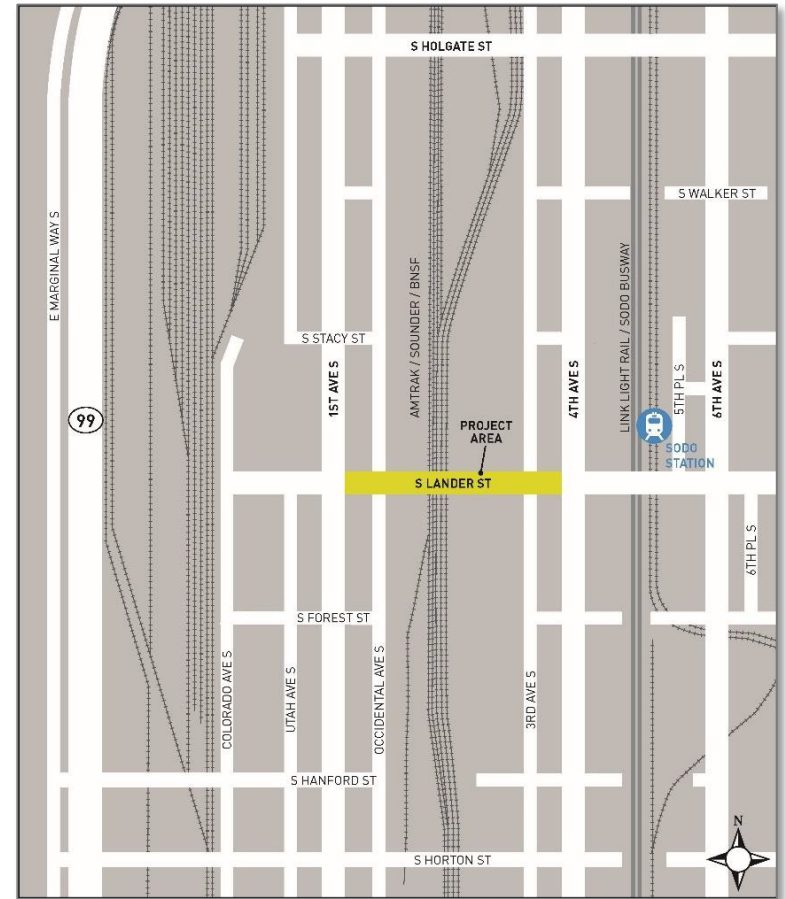 S HOLGATE ST
S WALKER ST
E MARGINAL WAY S
AMTRAK / SOUNDER / BNSF
LINK LIGHT RAIL / SODO BUSWAY
S STACY ST
1ST AVE S
4TH AVE S
5TH PL S
6TH AVE S
99
PROJECT
AREA
SODO
STATION
S LANDER ST
6TH PL S
S FOREST ST
COLORADO AVE S
UTAH AVE S
OCCIDENTAL AVE S
3RD AVE S
S HANFORD ST
N
S HORTON ST